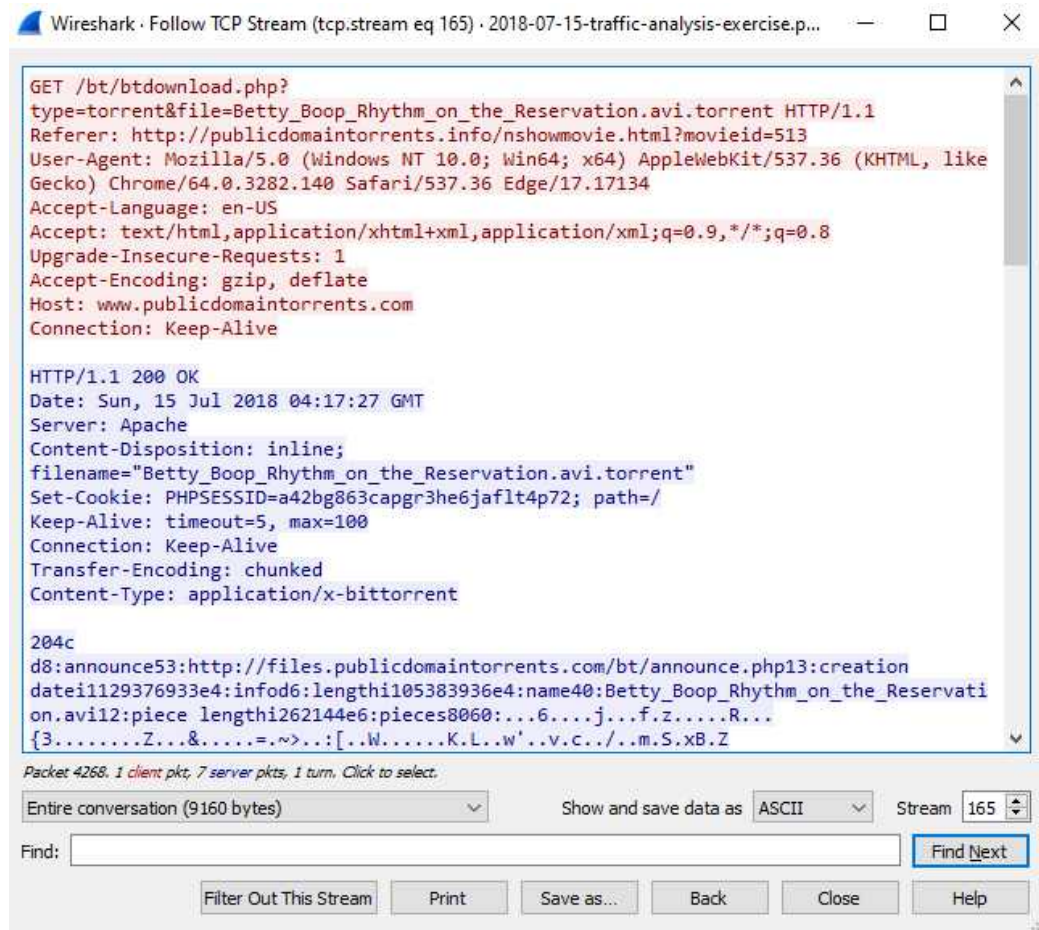 Wireshark · Follow TCP Stream (tcp.stream eq 165) · 2018-07-15-traffic-analysis-exercise.p...
GET /bt/btdownload.php?
type=torrent&file=Betty_Boop_Rhythm_on_the_Reservation.avi.torrent HTTP/1.1
Referer: http://publicdomaintorrents.info/nshowmovie.html?movieid=513
User-Agent: Mozilla/5.0 (Windows NT 10.0; Win64; x64) AppleWebKit/537.36 (KHTML, like
Gecko) Chrome/64.0.3282.140 Safari/537.36 Edge/17.17134
Accept-Language: en-US
Accept: text/html,application/xhtml+xml,application/xml;q=0.9,*/*;q=0.8
Upgrade-Insecure-Requests: 1
Accept-Encoding: gzip, deflate
Host: www.publicdomaintorrents.com
Connection: Keep-Alive
HTTP/1.1 200 OK
Date: Sun, 15 Jul 2018 04:17:27 GMT
Server: Apache
Content-Disposition: inline;
filename="Betty_Boop_Rhythm_on_the_Reservation.avi.torrent"
Set-Cookie: PHPSESSID=a42bg863capgr3he6jaflt4p72; path=/
Keep-Alive: timeout=5, max=100
Connection: Keep-Alive
Transfer-Encoding: chunked
Content-Type: application/x-bittorrent
204c
d8:announce53:http://files.publicdomaintorrents.com/bt/announce.php13:creation
datei1129376933e4:infod6:lengthi105383936e4:name40:Betty_Boop_Rhythm_on_the_Reservati
on.avi12:piece lengthi262144e6:pieces8060:...6....j...f.z.....R...
{3........Z...&.....=.~>..:[..W......K.L..w'..v.c../..m.S.xB.Z
Packet 4268. 1 client pkt, 7 server pkts, 1 turn. Click to select.
Entire conversation (9160 bytes) Show and save data as ASCII Stream 165
Find: Find Next
Filter Out This Stream Print Save as... Back Close Help